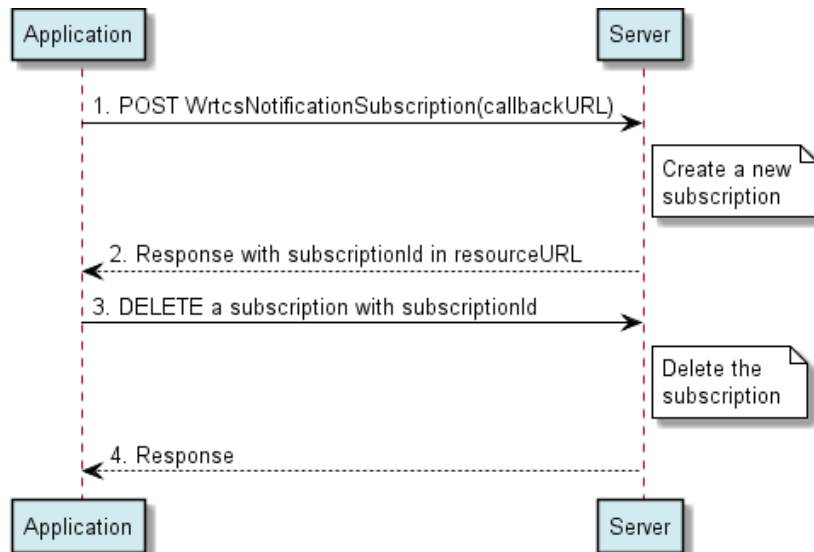 Application
Server
1. POST WrtcsNotificationSubscription(callbackURL)
Create a new
subscription
2. Response with subscriptionId in resourceURL
3. DELETE a subscription with subscriptionId
Delete the
subscription
4. Response
Application
Server